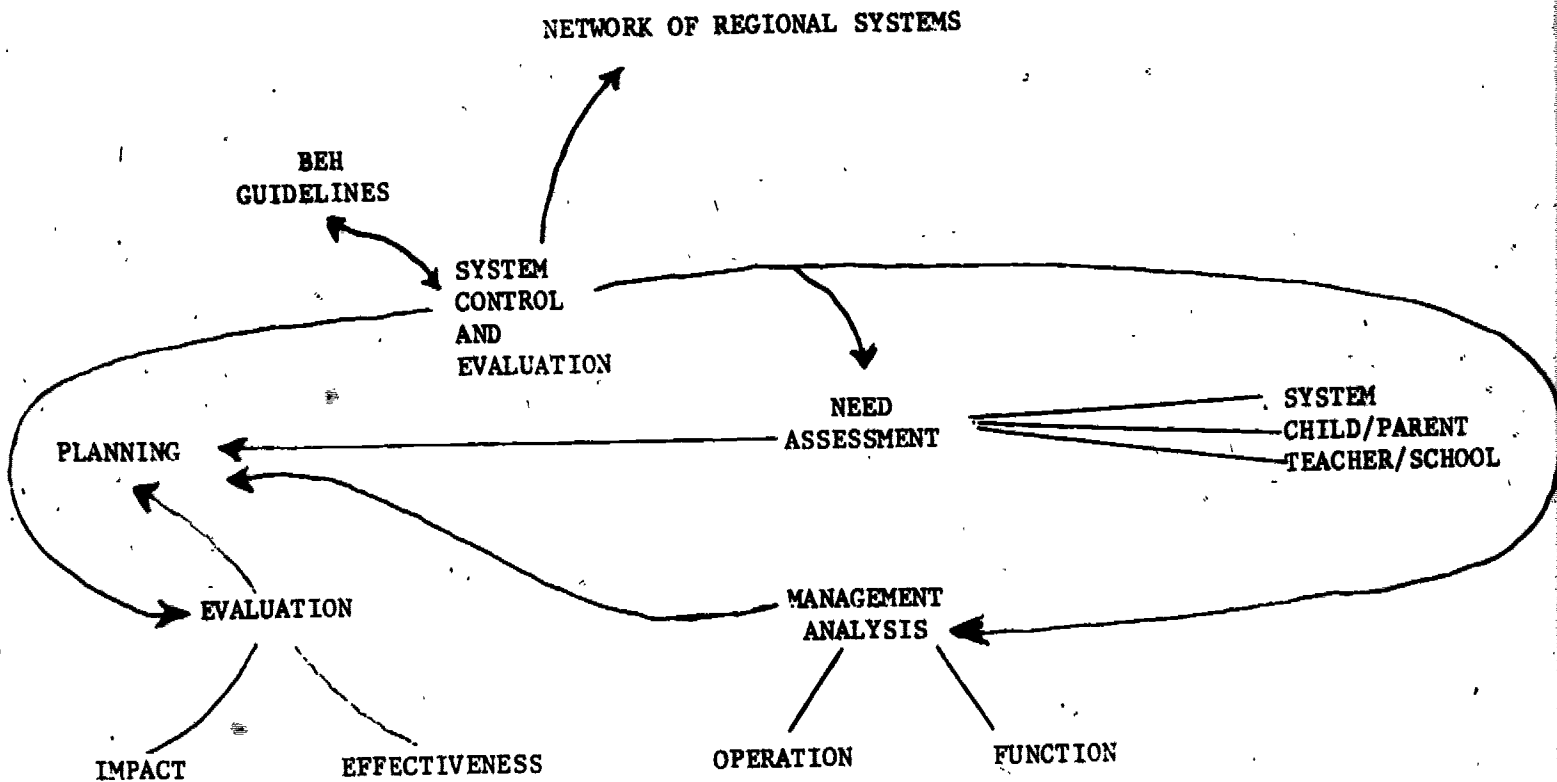 NETWORK OF REGIONAL SYSTEMS
BEH
GUIDELINES
SYSTEM
CONTROL
AND
EVALUATION
NEED
ASSESSMENT
SYSTEM
CHILD/PARENT
TEACHER/SCHOOL
PLANNING
EVALUATION
MANAGEMENT
ANALYSIS
IMPACT
EFFECTIVENESS
OPERATION
FUNCTION